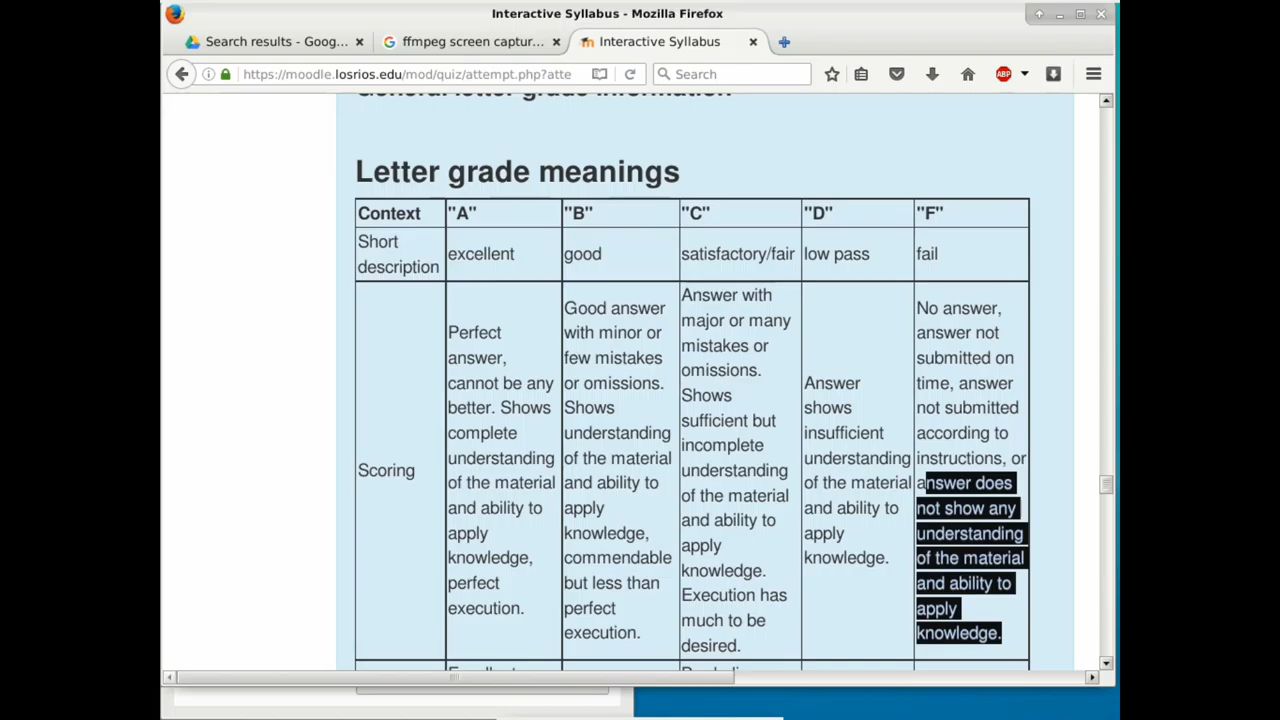 Interactive Syllabus - Mozilla Firefox
Search results - Goog...
ffmpeg screen captur...
Interactive Syllabus
https://moodle.losrios.edu/mod/quiz/attempt.php?atte
Search
ABP
General letter grade information
Letter grade meanings
Context
"A"
"B"
"C"
"D"
"F"
Short
description
excellent
good
satisfactory/fair
low pass
fail
Scoring
Perfect
answer,
cannot be any
better. Shows
complete
understanding
of the material
and ability to
apply
knowledge,
perfect
execution.
Good answer
with minor or
few mistakes
or omissions.
Shows
understanding
of the material
and ability to
apply
knowledge,
commendable
but less than
perfect
execution.
Answer with
major or many
mistakes or
omissions.
Shows
sufficient but
incomplete
understanding
of the material
and ability to
apply
knowledge.
Execution has
much to be
desired.
Answer
shows
insufficient
understanding
of the material
and ability to
apply
knowledge.
No answer,
answer not
submitted on
time, answer
not submitted
according to
instructions, or
answer does
not show any
understanding
of the material
and ability to
apply
knowledge.